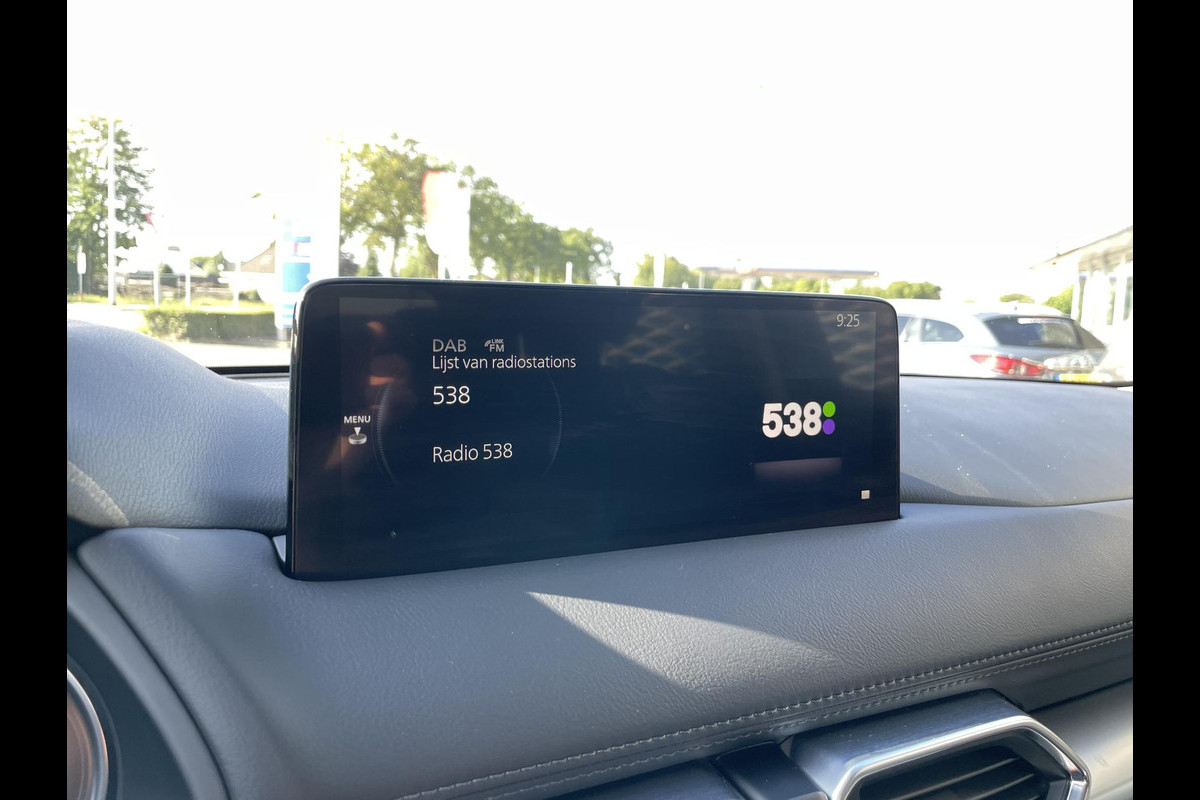 9:25
DAB LINK FM
Lijst van radiostations
538
MENU
538
Radio 538